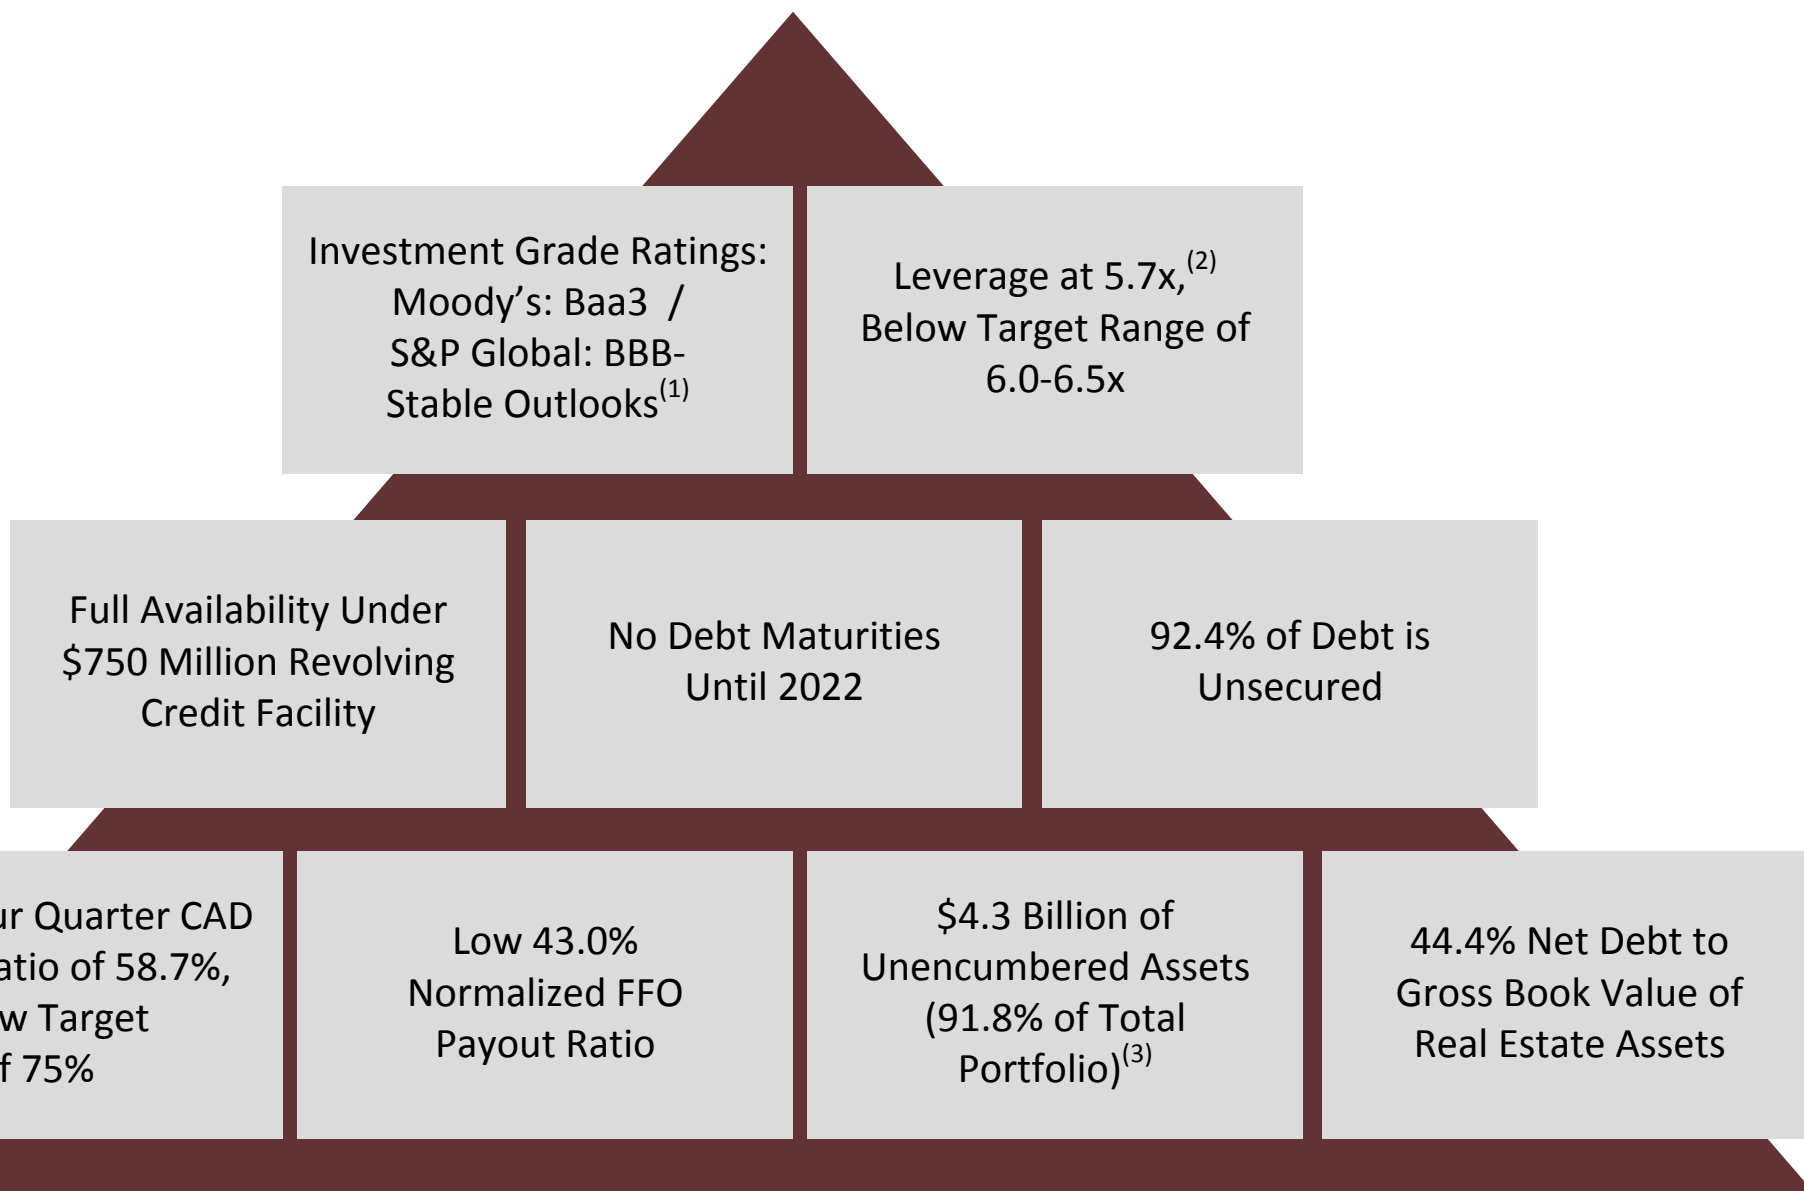 Investment Grade Ratings:
Moody’s: Baa3 /
S&P Global: BBB-
Stable Outlooks(1)
Leverage at 5.7x,(2)
Below Target Range of
6.0-6.5x
Full Availability Under
$750 Million Revolving
Credit Facility
No Debt Maturities
Until 2022
92.4% of Debt is
Unsecured
Quarter CAD
of 58.7%,
Target
75%
Low 43.0%
Normalized FFO
Payout Ratio
$4.3 Billion of
Unencumbered Assets
(91.8% of Total
Portfolio)(3)
44.4% Net Debt to
Gross Book Value of
Real Estate Assets